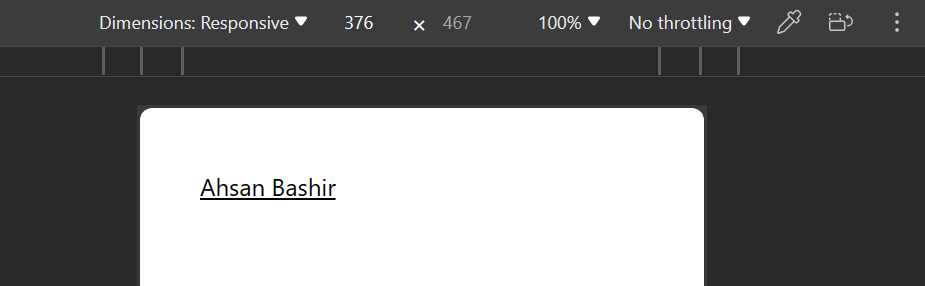 Dimensions: Responsive 376 × 467 100% No throttling
Ahsan Bashir